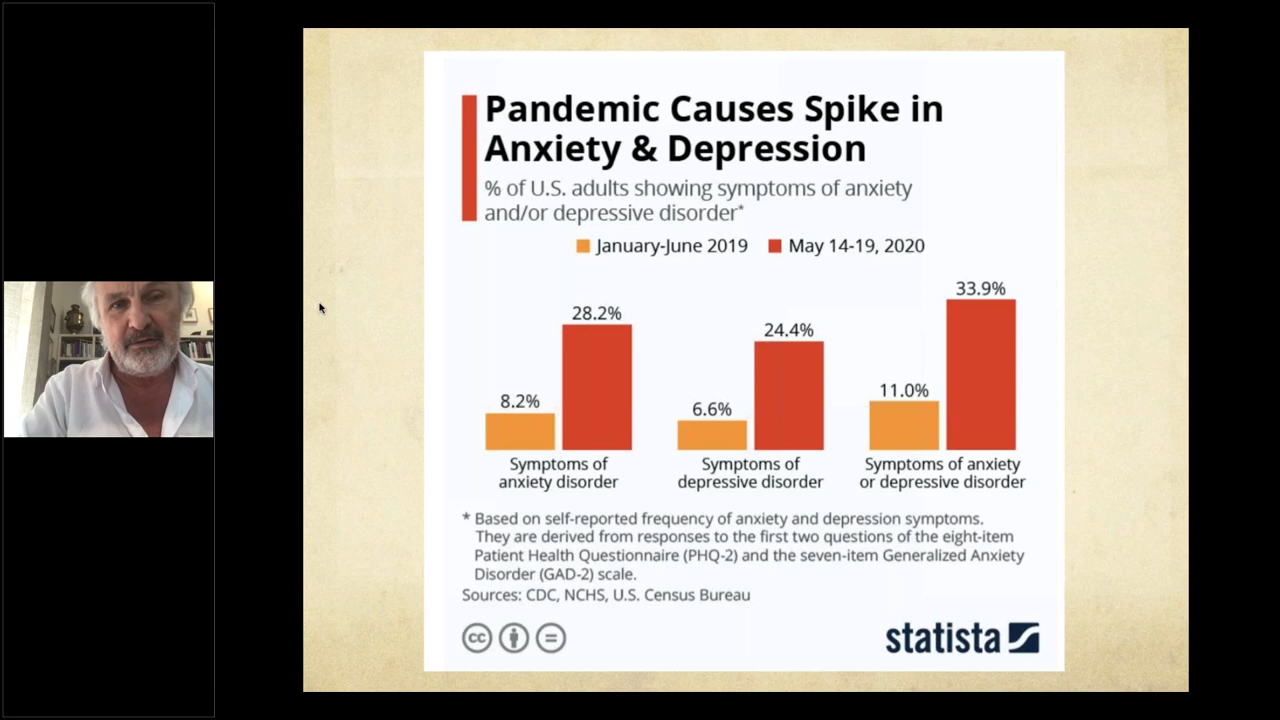 Pandemic Causes Spike in
Anxiety & Depression
% of U.S. adults showing symptoms of anxiety
and/or depressive disorder*
January-June 2019 May 14-19, 2020
28.2%
8.2%
24.4%
6.6%
33.9%
11.0%
Symptoms of
anxiety disorder
Symptoms of
depressive disorder
Symptoms of anxiety
or depressive disorder
* Based on self-reported frequency of anxiety and depression symptoms.
They are derived from responses to the first two questions of the eight-item
Patient Health Questionnaire (PHQ-2) and the seven-item Generalized Anxiety
Disorder (GAD-2) scale.
Sources: CDC, NCHS, U.S. Census Bureau
cc
statista